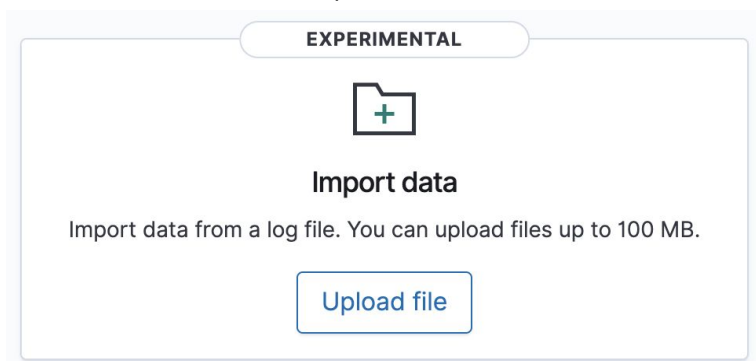 EXPERIMENTAL
Import data
Import data from a log file. You can upload files up to 100 MB.
Upload file